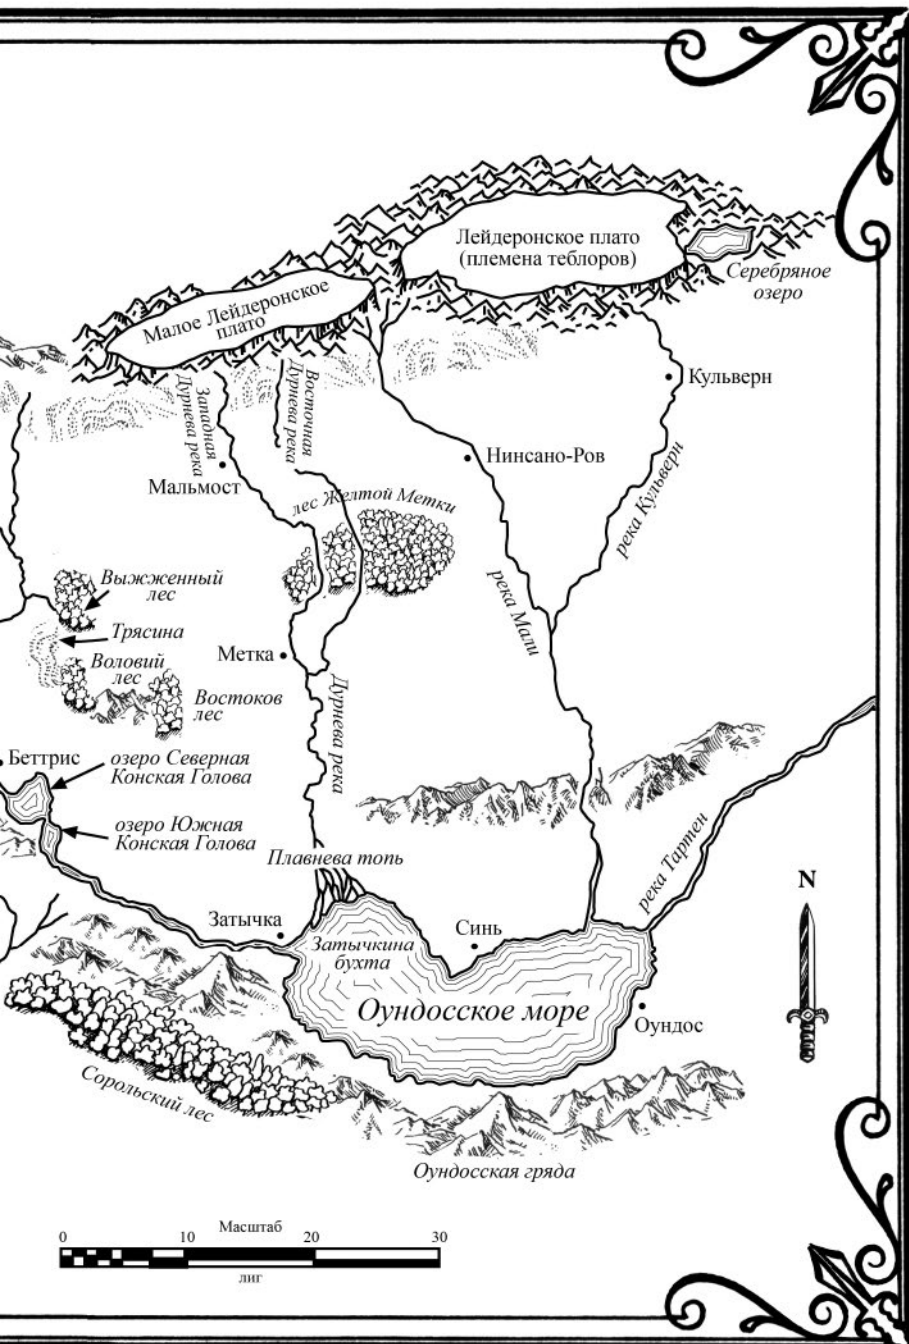 Лейдеронское плато
(племена теблоров)
Серебряное
озеро
Малое Лейдеронское
плато
Западная
Дурнева река
Восточная
Дурнева река
Кульверн
Нинсано-Ров
Мальмост
лес Желтой Метки
река Кульверн
Выжженный
лес
Трясина
река Мали
Воловий
лес
Метка
Востоков
лес
Дурнева река
Беттрис
озеро Северная
Конская Голова
озеро Южная
Конская Голова
Плавнева топь
река Тартен
N
Затычка
Синь
Затычкина
бухта
Оундосское море
Оундос
Сорольский лес
Оундосская гряда
Масштаб
0 10 20 30
лиг